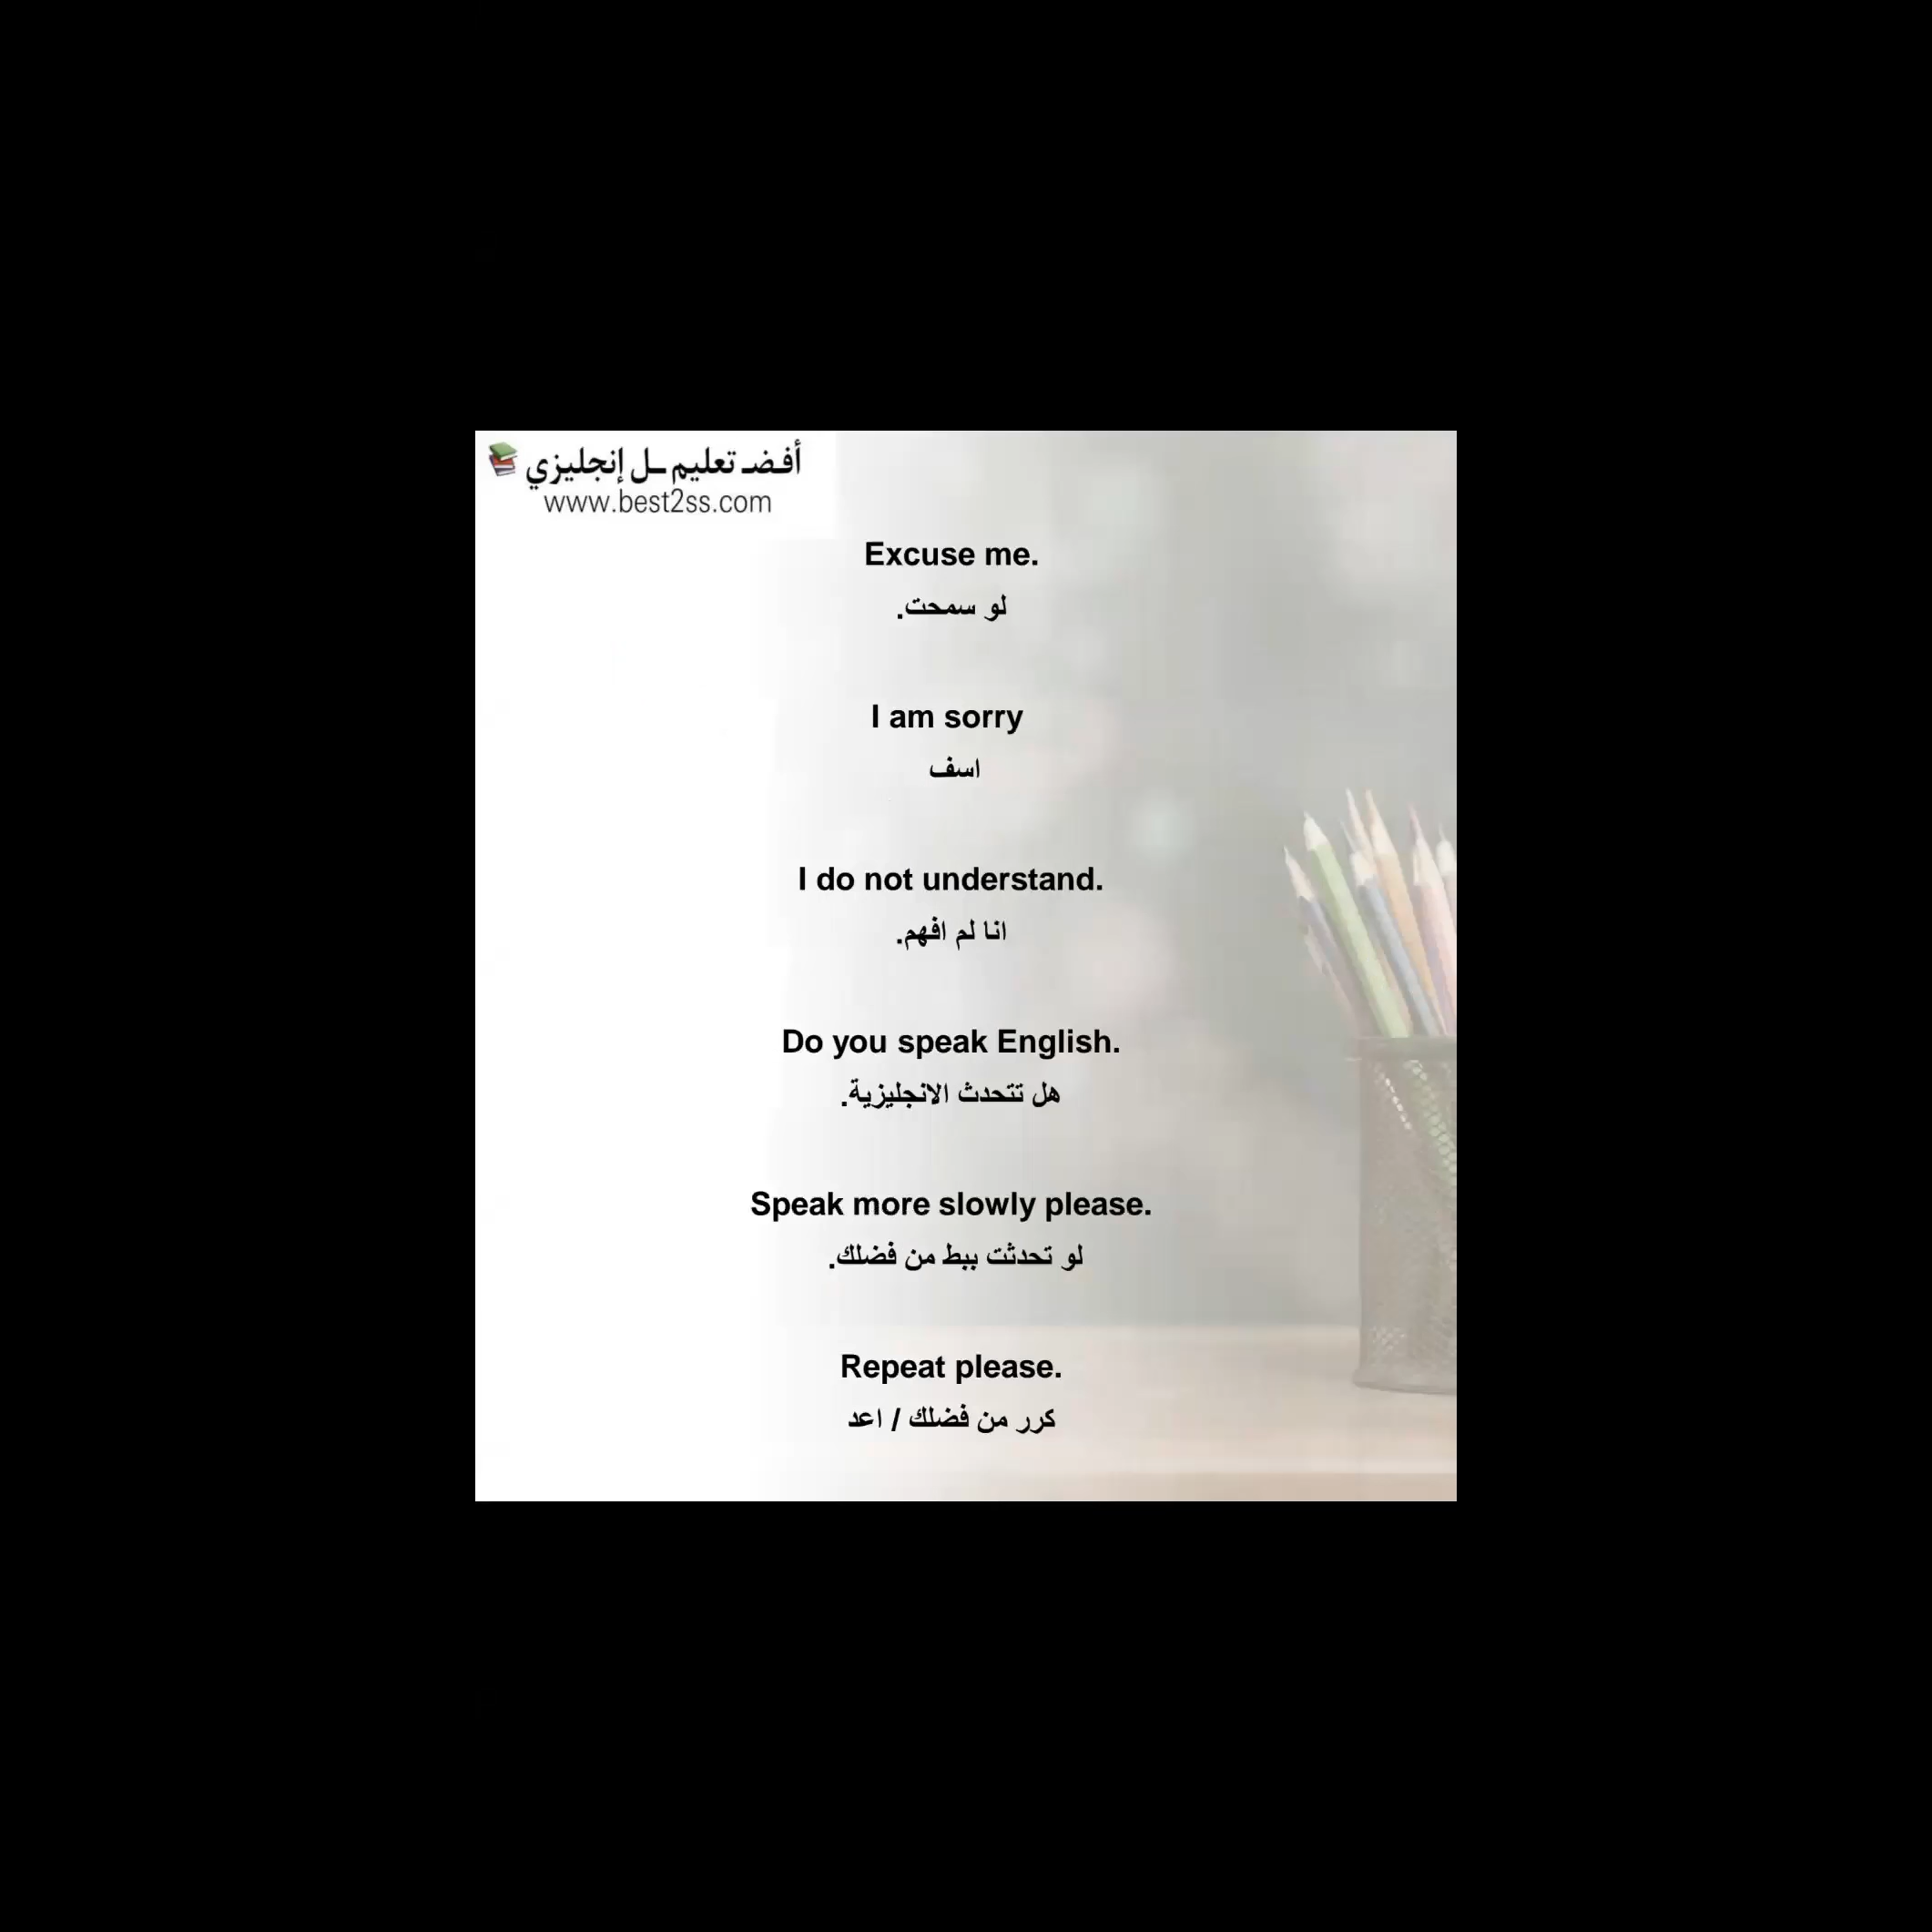 أفضـ تعليم ـل إنجليزي
www.best2ss.com
Excuse me.
لو سمحت.
I am sorry
اسف
I do not understand.
انا لم افهم.
Do you speak English.
هل تتحدث الانجليزية.
Speak more slowly please.
لو تحدثت ببط من فضلك.
Repeat please.
كرر من فضلك / اعد